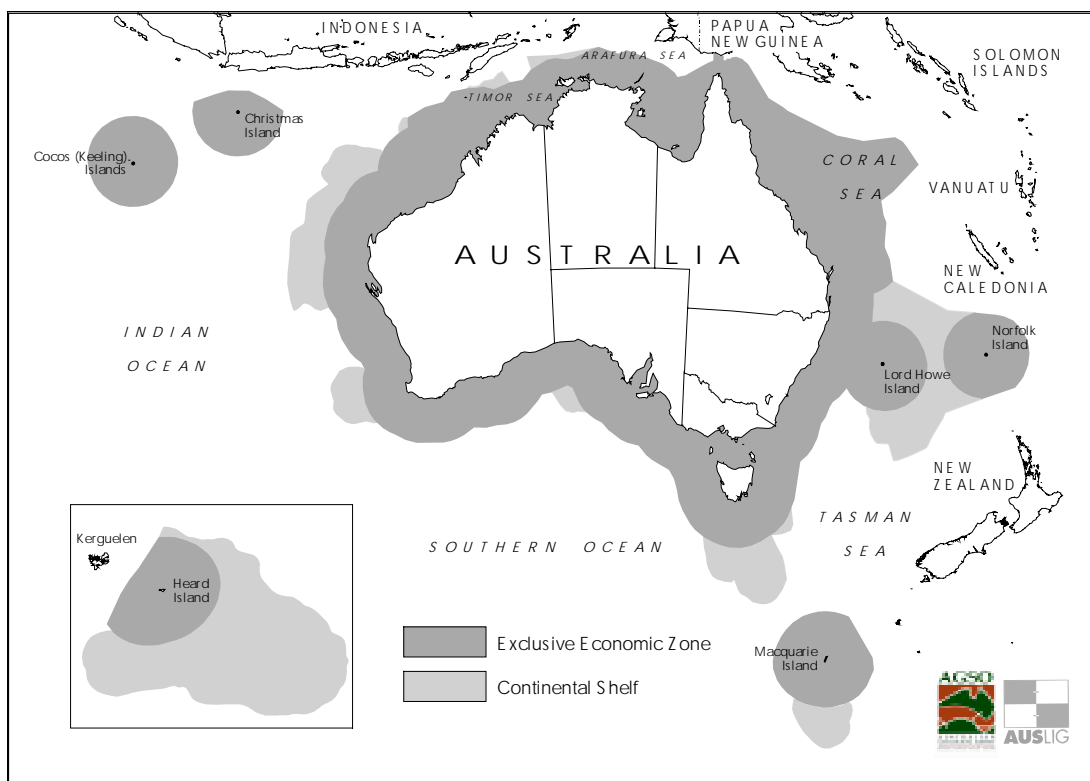 INDONESIA
PAPUA
NEW GUINEA
SOLOMON
ISLANDS
ARAFURA SEA
TIMOR SEA
Christmas
Island
Cocos (Keeling)
Islands
CORAL
SEA
VANUATU
AUSTRALIA
NEW
CALEDONIA
INDIAN
OCEAN
Norfolk
Island
Lord Howe
Island
NEW
ZEALAND
TASMAN
SEA
SOUTHERN OCEAN
Kerguelen
Heard
Island
Exclusive Economic Zone
Continental Shelf
Macquarie
Island
AGSO
AUSLIG